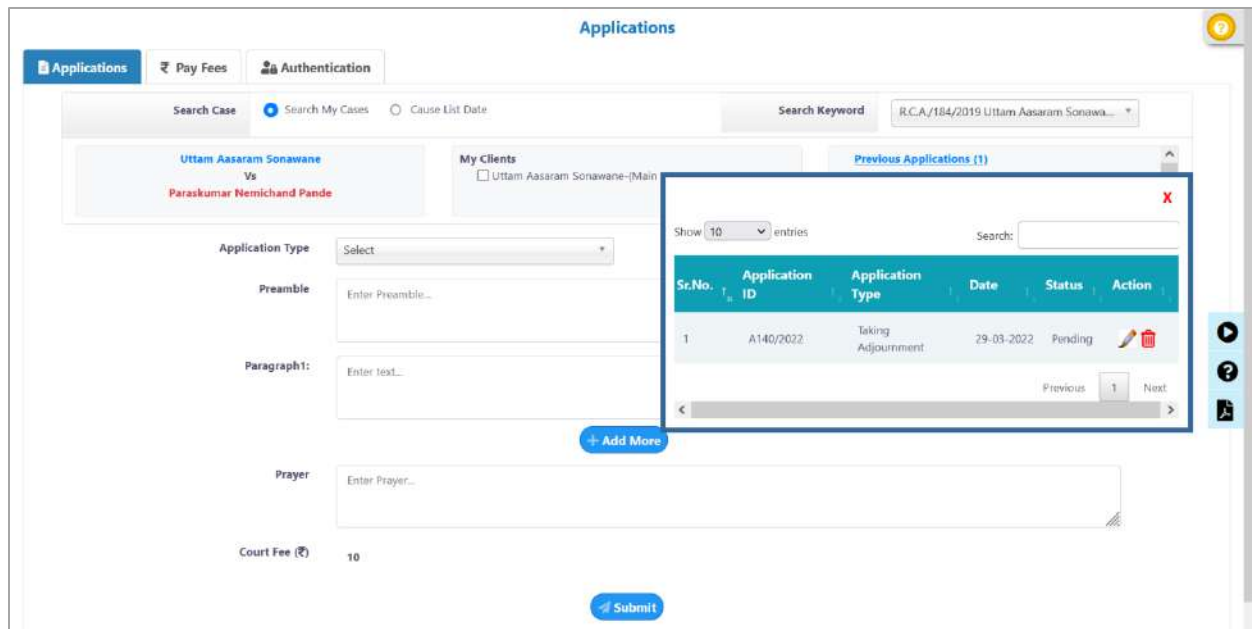 Applications
Applications ₹ Pay Fees Authentication
Search Case Search My Cases Cause List Date Search Keyword R.C.A./184/2019 Uttam Aasaram Sonawa...
Uttam Aasaram Sonawane
Vs
Paraskumar Nemichand Pande
My Clients
Uttam Aasaram Sonawane-(Main
Previous Applications (1)
X
Show 10 entries Search:
Sr.No. Application ID Application Type Date Status Action
1 A140/2022 Taking Adjournment 29-03-2022 Pending
Previous 1 Next
Application Type Select
Preamble Enter Preamble...
Paragraph1: Enter text...
+ Add More
Prayer Enter Prayer...
Court Fee (₹) 10
Submit